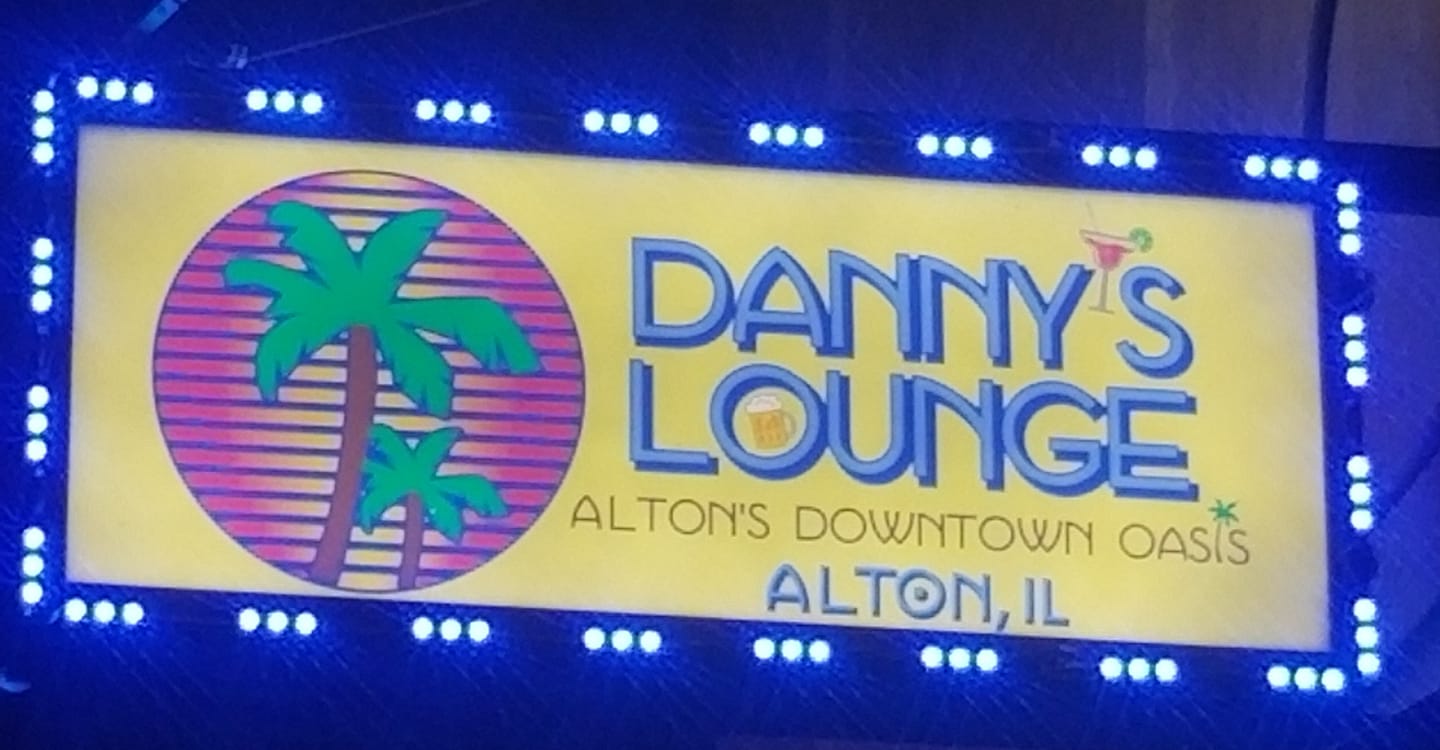 DANNY'S
LOUNGE
ALTON'S DOWNTOWN OASIS
ALTON, IL